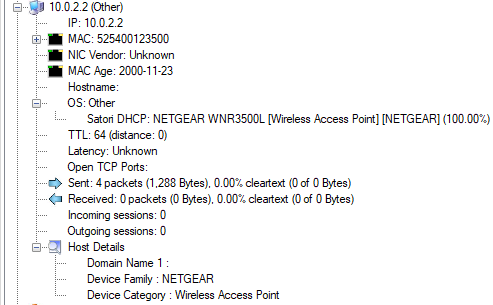 10.0.2.2 (Other)
IP: 10.0.2.2
MAC: 525400123500
NIC Vendor: Unknown
MAC Age: 2000-11-23
Hostname:
OS: Other
Satori DHCP: NETGEAR WNR3500L [Wireless Access Point] [NETGEAR] (100.00%)
TTL: 64 (distance: 0)
Latency: Unknown
Open TCP Ports:
Sent: 4 packets (1,288 Bytes), 0.00% cleartext (0 of 0 Bytes)
Received: 0 packets (0 Bytes), 0.00% cleartext (0 of 0 Bytes)
Incoming sessions: 0
Outgoing sessions: 0
Host Details
Domain Name 1 :
Device Family : NETGEAR
Device Category : Wireless Access Point